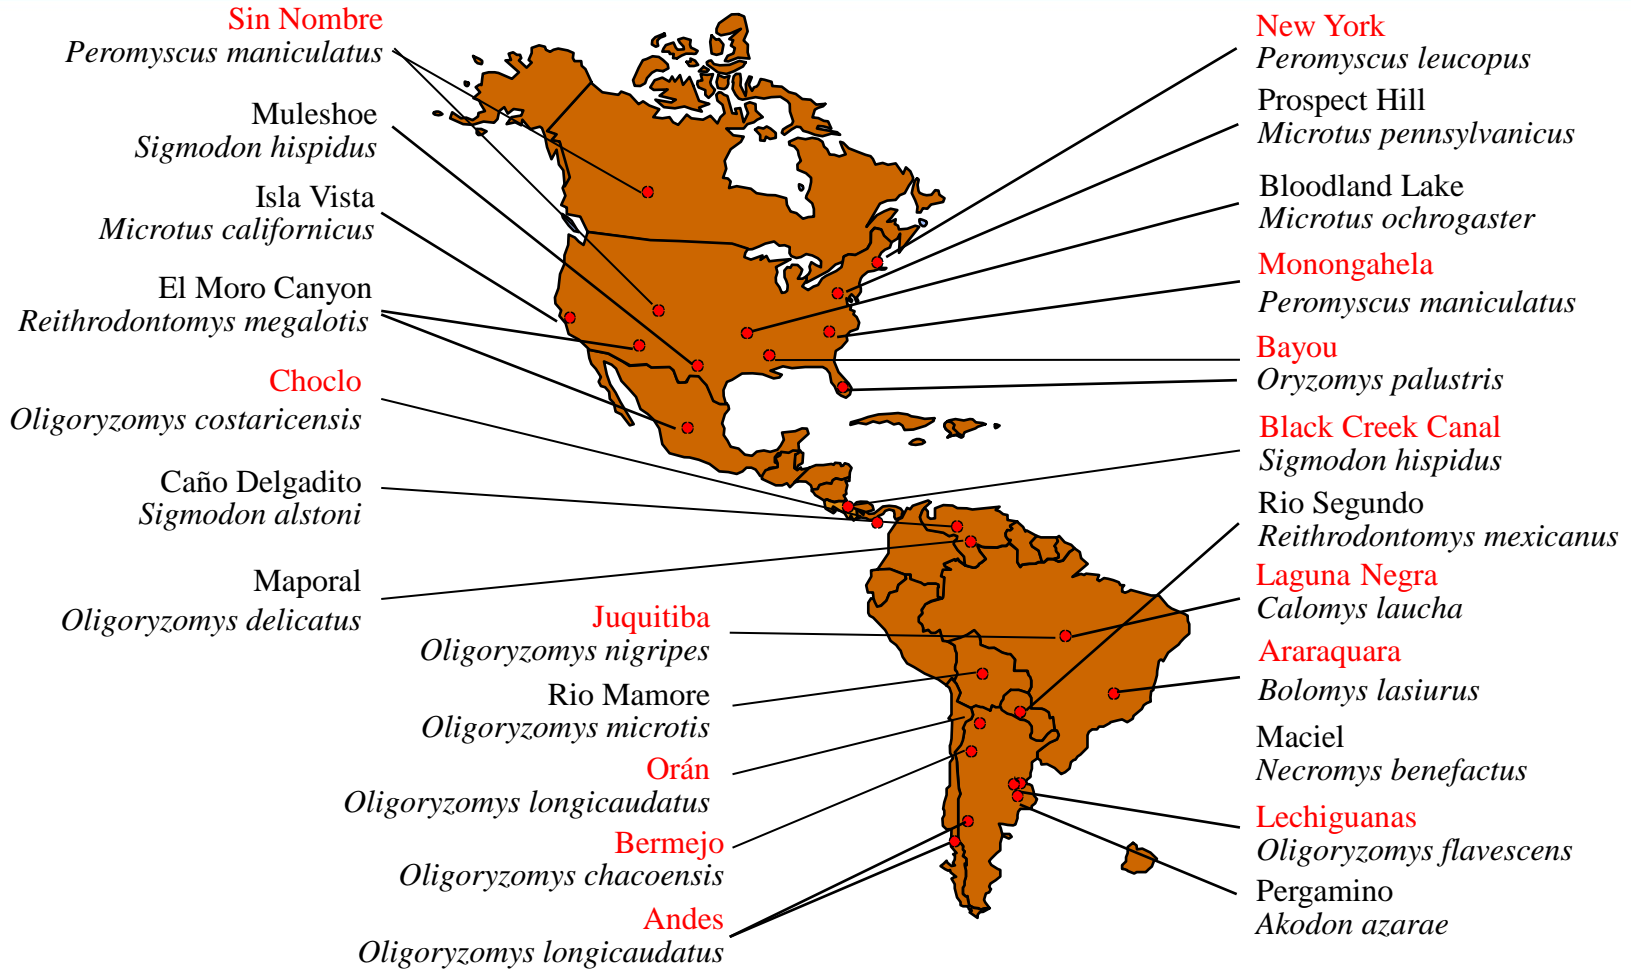 Sin Nombre
Peromyscus maniculatus
Muleshoe
Sigmodon hispidus
Isla Vista
Microtus californicus
El Moro Canyon
Reithrodontomys megalotis
Choclo
Oligoryzomys costaricensis
Caño Delgadito
Sigmodon alstoni
Maporal
Oligoryzomys delicatus
Juquitiba
Oligoryzomys nigripes
Rio Mamore
Oligoryzomys microtis
Orán
Oligoryzomys longicaudatus
Bermejo
Oligoryzomys chacoensis
Andes
Oligoryzomys longicaudatus
New York
Peromyscus leucopus
Prospect Hill
Microtus pennsylvanicus
Bloodland Lake
Microtus ochrogaster
Monongahela
Peromyscus maniculatus
Bayou
Oryzomys palustris
Black Creek Canal
Sigmodon hispidus
Rio Segundo
Reithrodontomys mexicanus
Laguna Negra
Calomys laucha
Araraquara
Bolomys lasiurus
Maciel
Necromys benefactus
Lechiguanas
Oligoryzomys flavescens
Pergamino
Akodon azarae